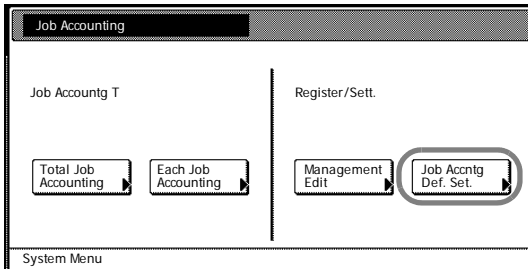 Job Accounting
Job Accountg T
Register/Sett.
Total Job
Accounting
Each Job
Accounting
Management
Edit
Job Accntg
Def. Set.
System Menu